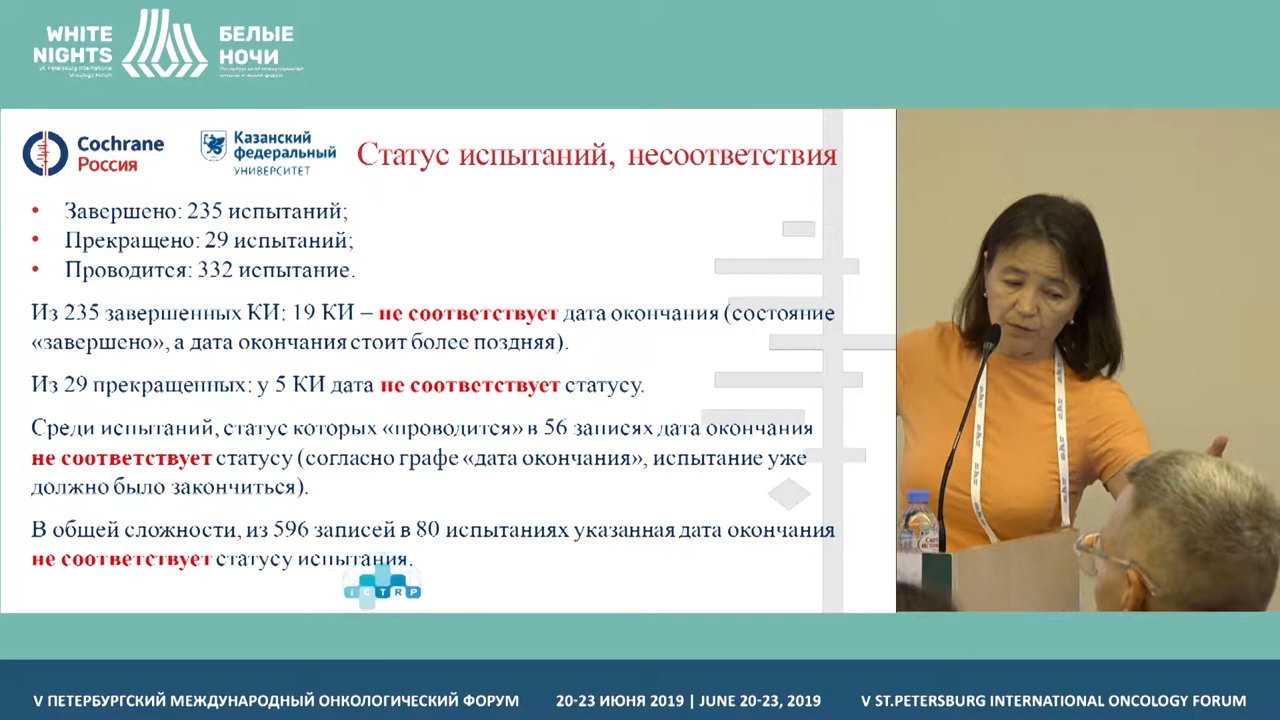 WHITE
NIGHTS
St. Petersburg International
Oncology Forum
БЕЛЫЕ
НОЧИ
Cochrane
Россия
Казанский
федеральный
УНИВЕРСИТЕТ
Статус испытаний, несоответствия
• Завершено: 235 испытаний;
• Прекращено: 29 испытаний;
• Проводится: 332 испытание.
Из 235 завершенных КИ: 19 КИ – не соответствует дата окончания (состояние
«завершено», а дата окончания стоит более поздняя).
Из 29 прекращенных: у 5 КИ дата не соответствует статусу.
Среди испытаний, статус которых «проводится» в 56 записях дата окончания
не соответствует статусу (согласно графе «дата окончания», испытание уже
должно было закончиться).
В общей сложности, из 596 записей в 80 испытаниях указанная дата окончания
не соответствует статусу испытания.
ICTRP
V ПЕТЕРБУРГСКИЙ МЕЖДУНАРОДНЫЙ ОНКОЛОГИЧЕСКИЙ ФОРУМ
20-23 ИЮНЯ 2019 | JUNE 20-23, 2019
V ST.PETERSBURG INTERNATIONAL ONCOLOGY FORUM